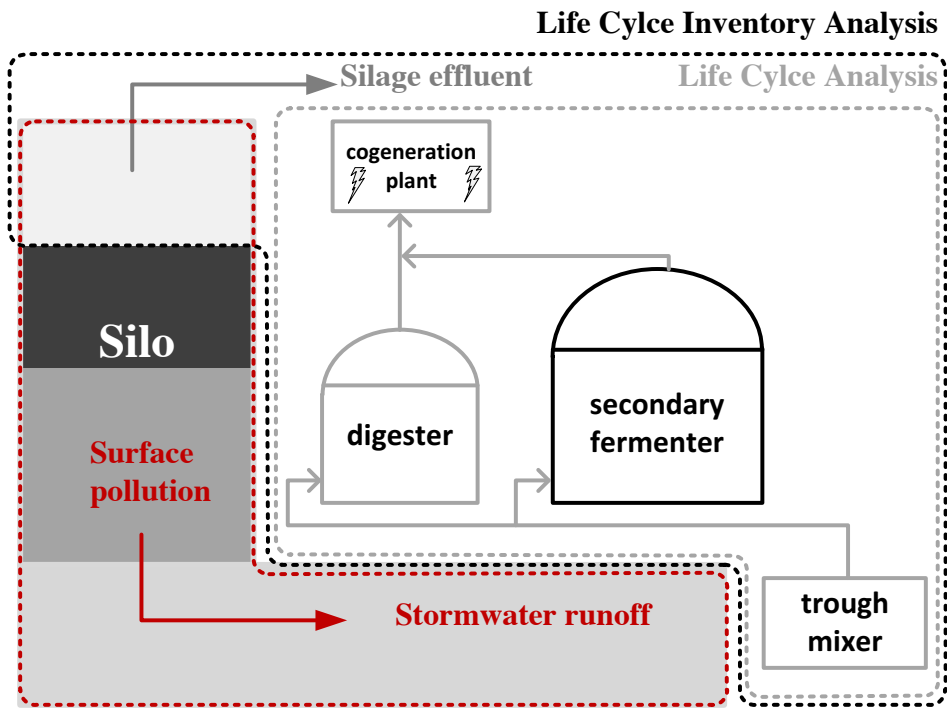 Life Cylce Inventory Analysis
Silage effluent
Life Cylce Analysis
cogeneration
plant
Silo
digester
secondary
fermenter
Surface
pollution
Stormwater runoff
trough
mixer